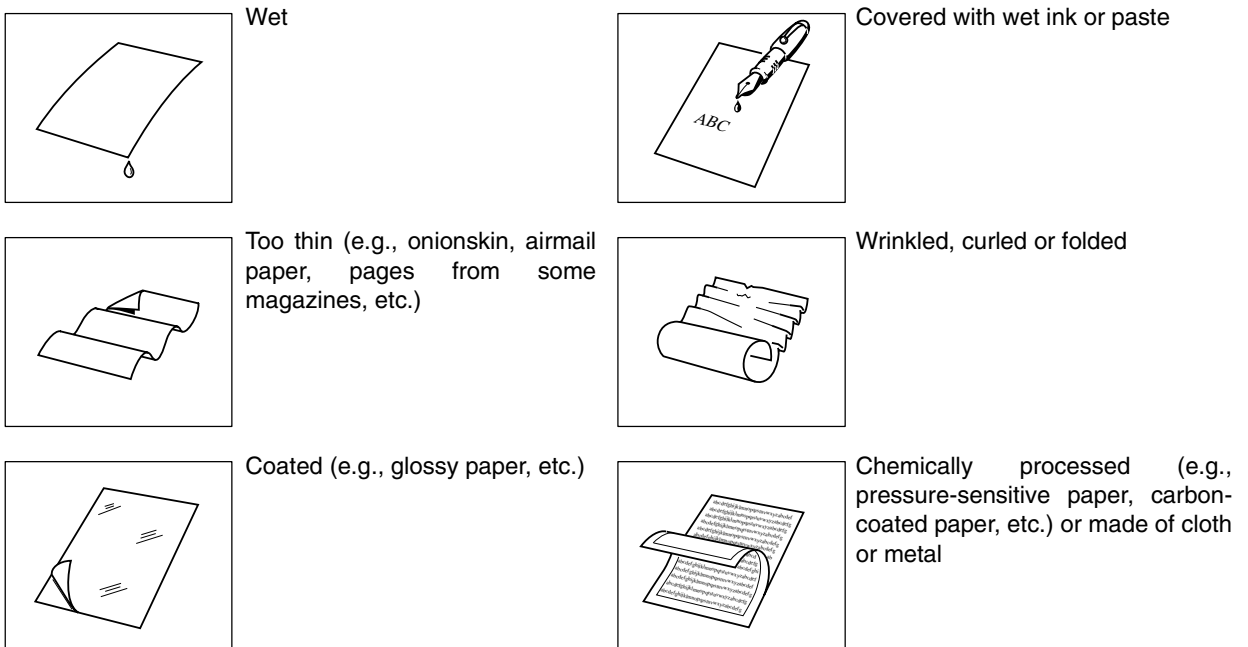 Wet
Covered with wet ink or paste
ABC
Too thin (e.g., onionskin, airmail
paper, pages from some
magazines, etc.)
Wrinkled, curled or folded
Coated (e.g., glossy paper, etc.)
Chemically processed (e.g.,
pressure-sensitive paper, carbon-
coated paper, etc.) or made of cloth
or metal